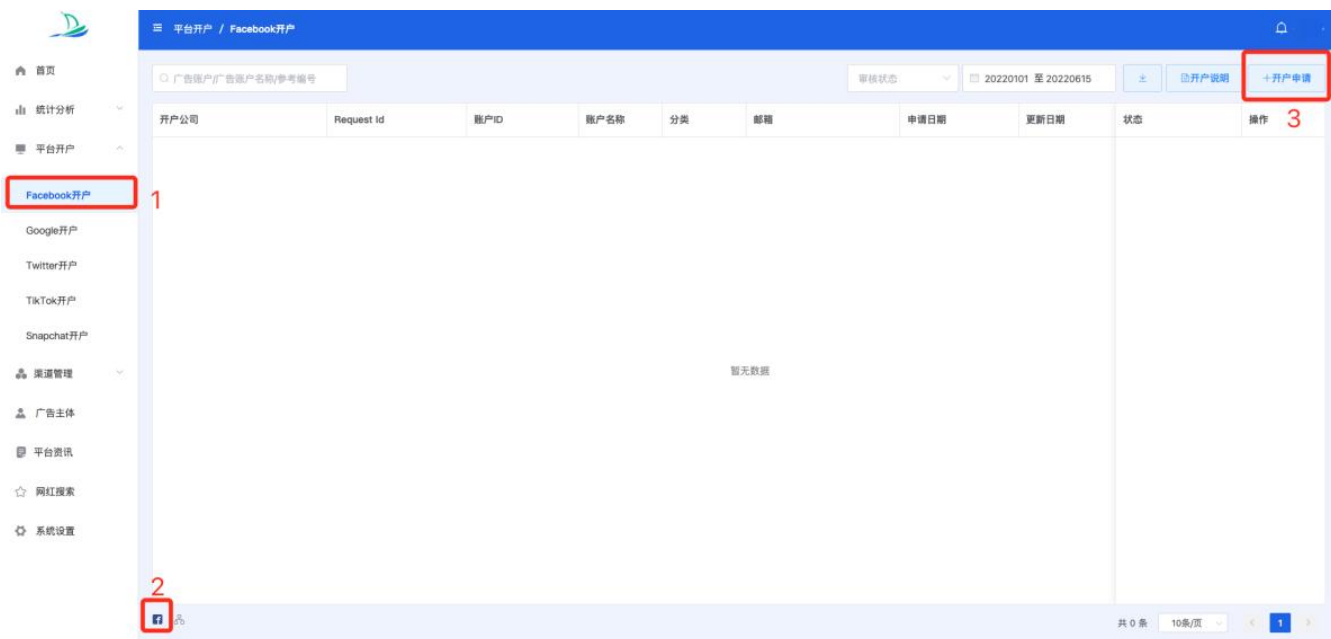 平台开户 / Facebook开户
首页
统计分析
平台开户
Facebook开户
1
Google开户
Twitter开户
TikTok开户
Snapchat开户
渠道管理
广告主体
平台资讯
网红搜索
系统设置
广告账户/广告账户名称/参考编号
审核状态
20220101 至 20220615
开户说明
+开户申请
3
开户公司 Request Id 账户ID 账户名称 分类 邮箱 申请日期 更新日期 状态 操作
暂无数据
2
共 0 条 10条/页 1